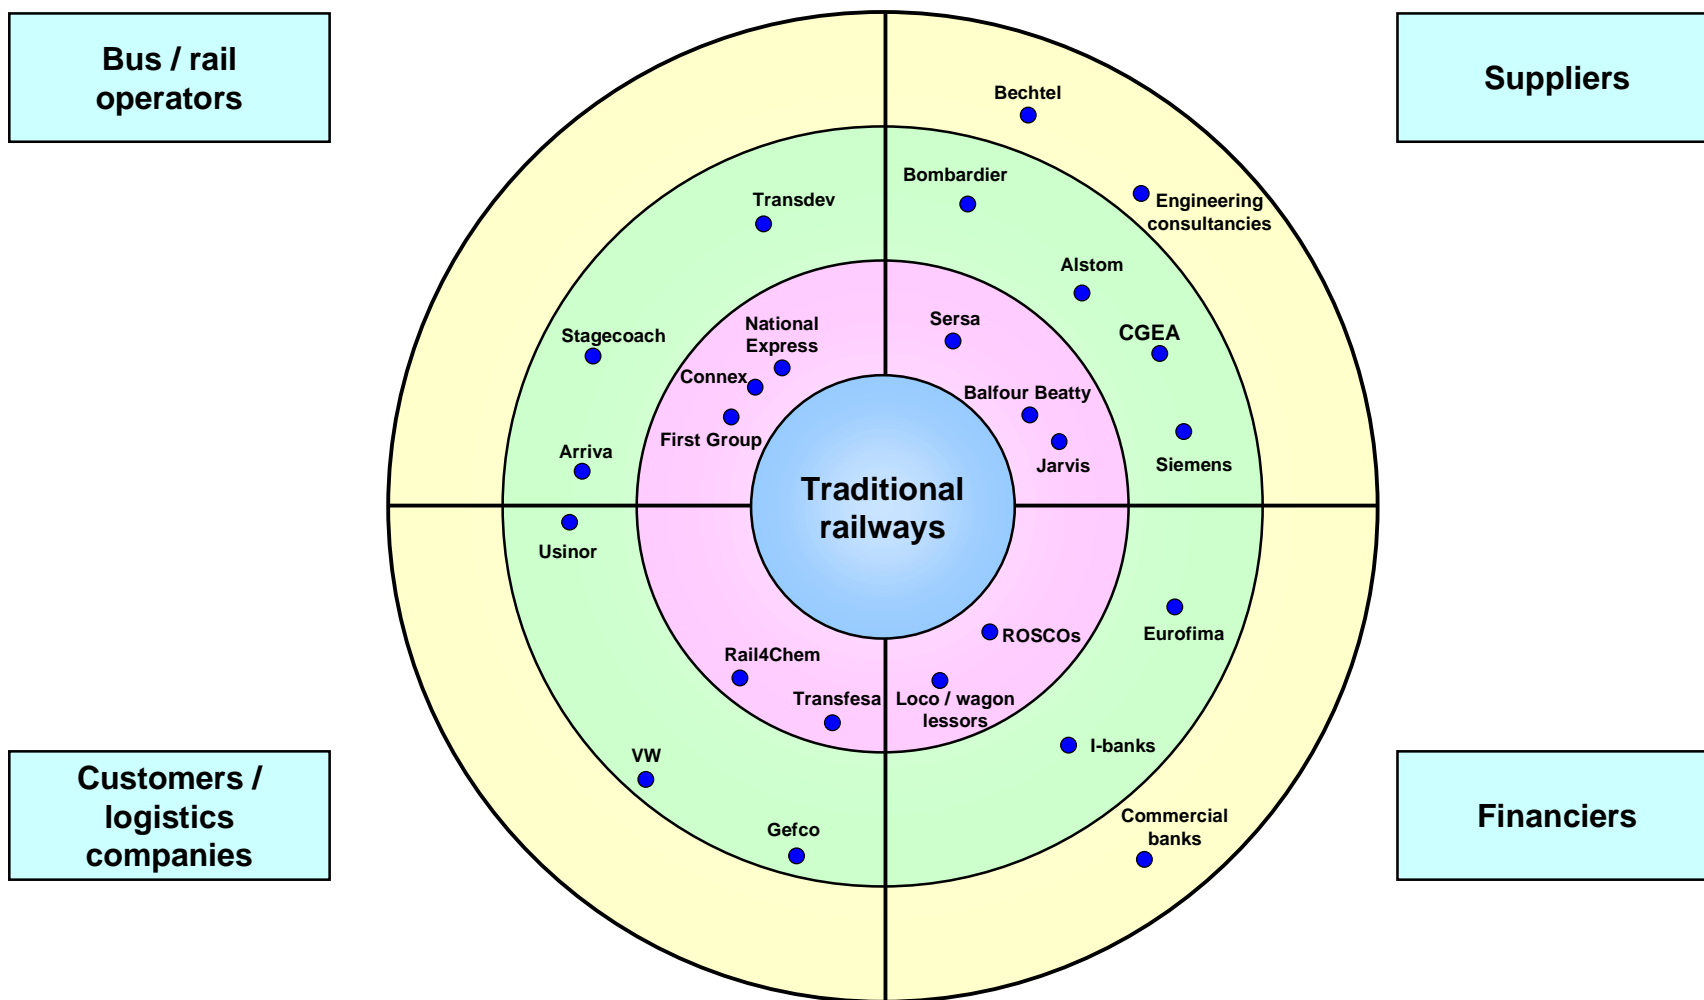 Bus / rail
operators
Suppliers
Bechtel
Engineering
consultancies
Bombardier
Transdev
Alstom
CGEA
Siemens
Sersa
Balfour Beatty
Jarvis
National
Express
Stagecoach
Connex
First Group
Arriva
Traditional
railways
Usinor
Rail4Chem
Transfesa
VW
Gefco
ROSCOs
Loco / wagon
lessors
Eurofima
I-banks
Commercial
banks
Customers /
logistics
companies
Financiers